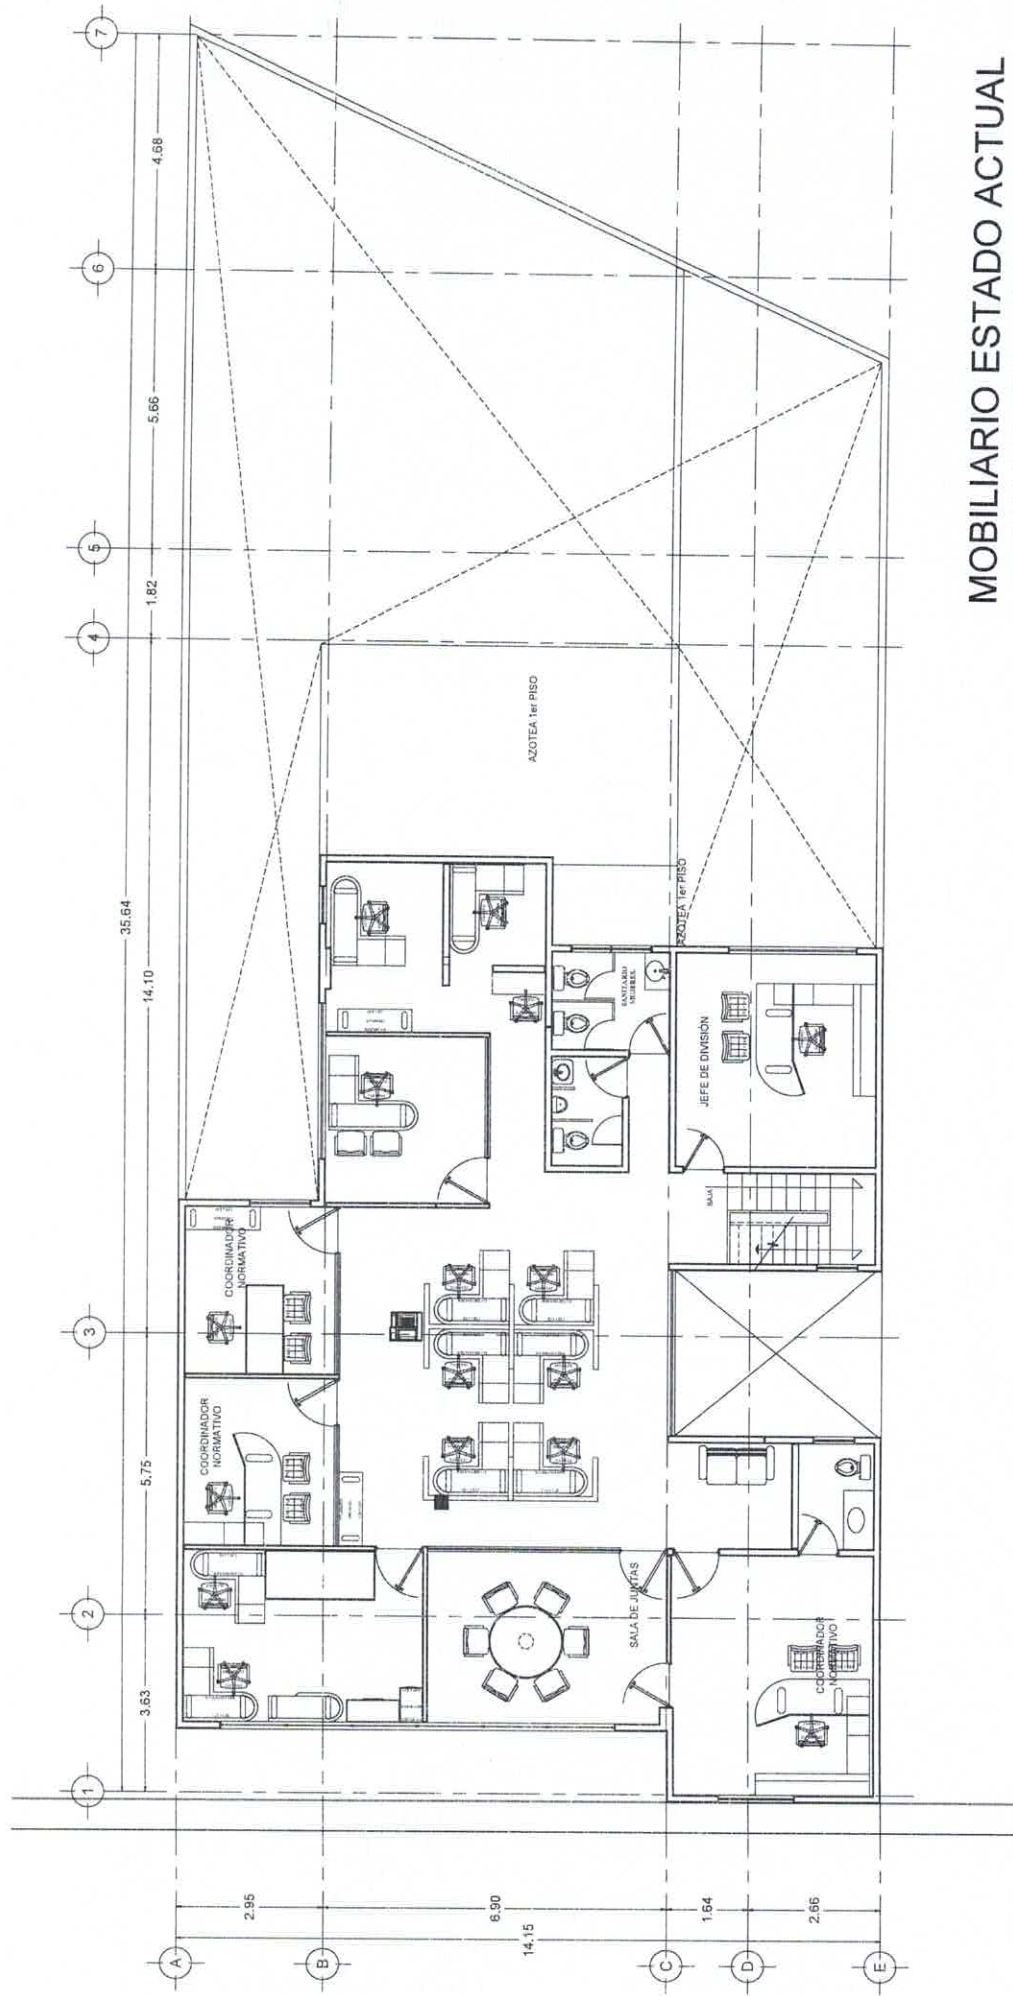 7
6
5
4
3
2
1
4.68
5.66
1.82
14.10
5.75
3.63
35.64
A
B
C
D
E
2.95
6.90
1.64
2.66
14.15
AZOTEA 1er PISO
AZOTEA 1er PISO
SANITARIO
MUJERES
JEFE DE DIVISIÓN
BAJA
COORDINADOR
NORMATIVO
COORDINADOR
NORMATIVO
SALA DE JUNTAS
COORDINADOR
NORMATIVO
MOBILIARIO ESTADO ACTUAL